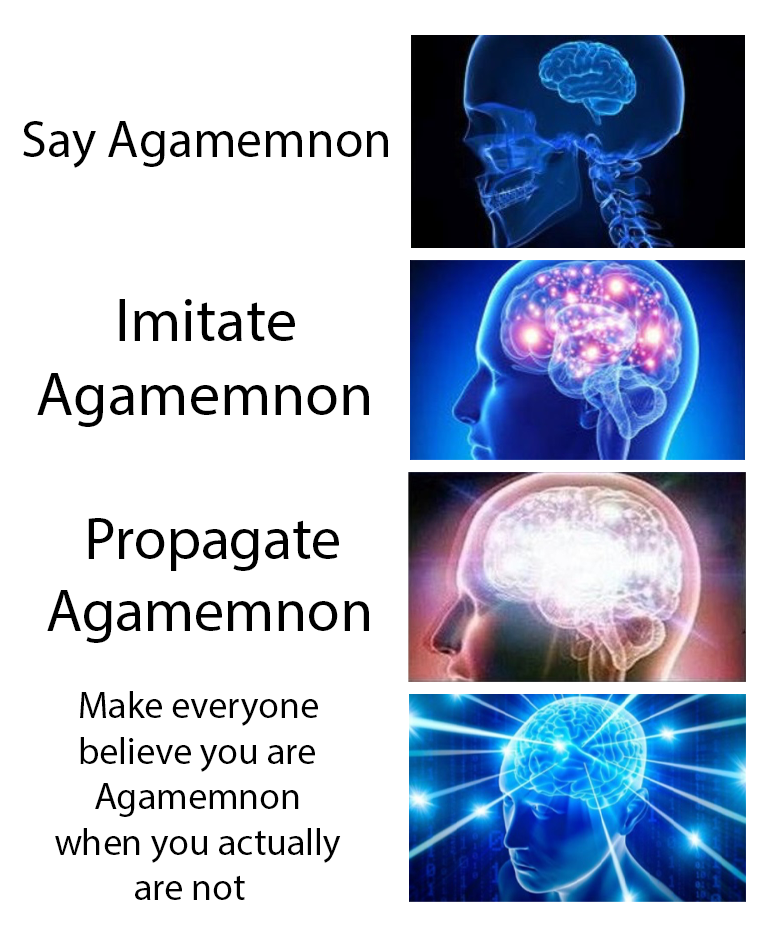 Say Agamemnon
Imitate
Agamemnon
Propagate
Agamemnon
Make everyone
believe you are
Agamemnon
when you actually
are not